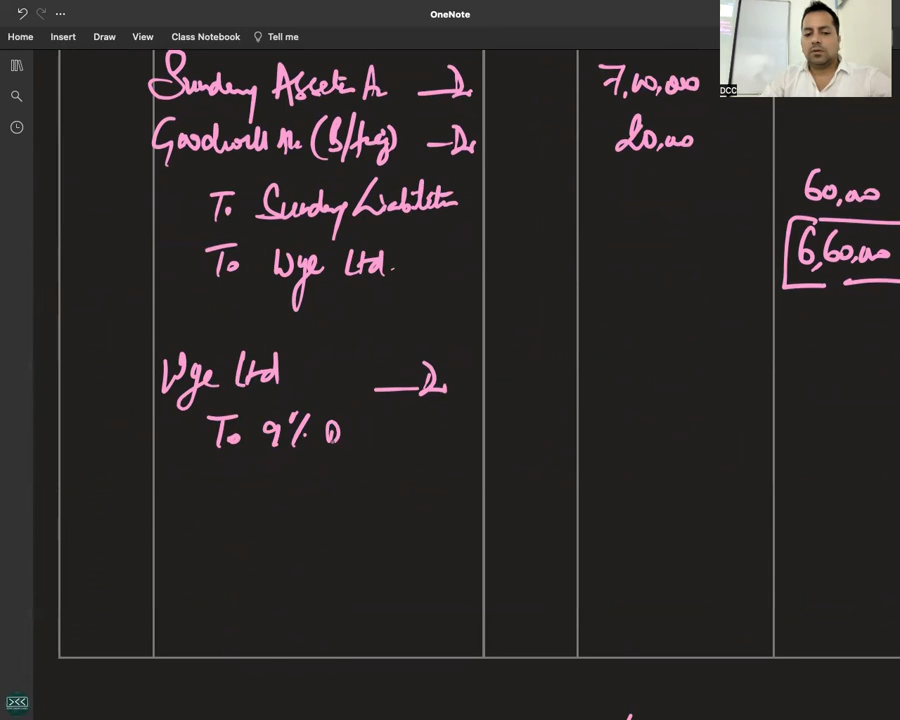 OneNote
Home Insert Draw View Class Notebook Tell me
DCC
Sundry Assets A/c — Dr 7,00,000
Goodwill A/c (B/fig) — Dr 20,000
To Sundry Liabilities 60,000
To Wye Ltd. 6,60,000
Wye Ltd — Dr
To 9% D